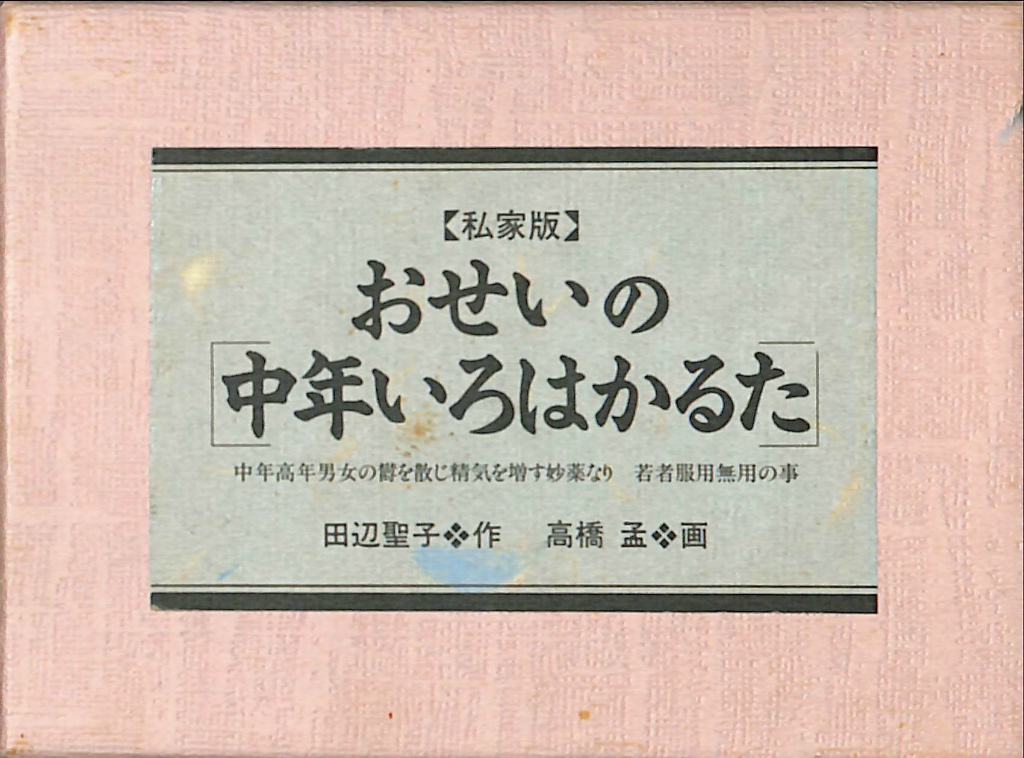 【私家版】
おせいの
「中年いろはかるた」
中年高年男女の鬱を散じ精気を増す妙薬なり　若者服用無用の事
田辺聖子❖作　高橋 孟❖画